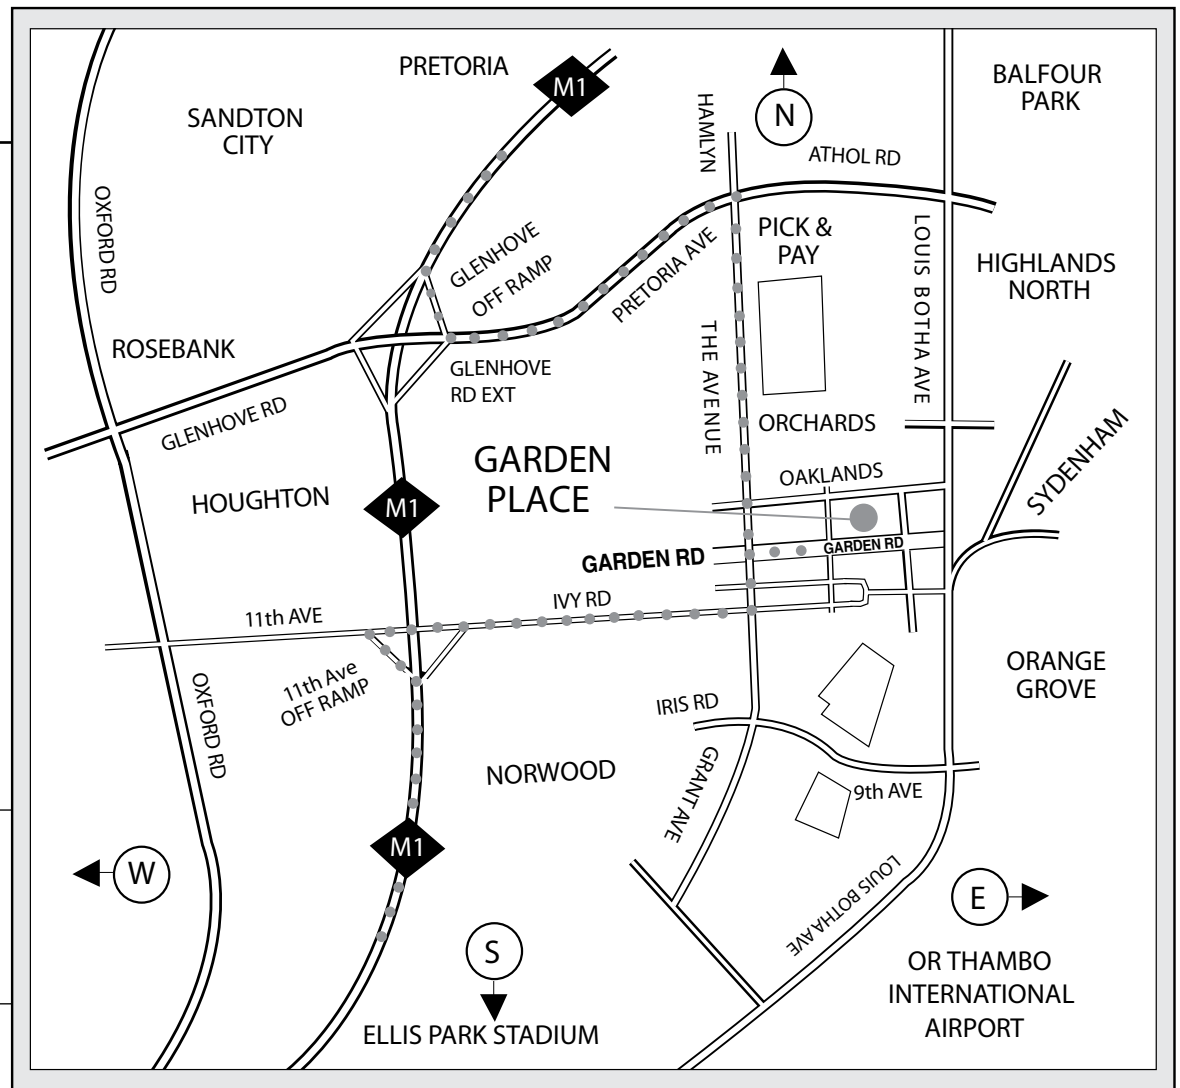 PRETORIA
M1
SANDTON
CITY
HAMLYN
N
BALFOUR
PARK
ATHOL RD
OXFORD RD
GLENHOVE
OFF RAMP
PRETORIA AVE
PICK &
PAY
LOUIS BOTHA AVE
HIGHLANDS
NORTH
ROSEBANK
GLENHOVE
RD EXT
THE AVENUE
GLENHOVE RD
ORCHARDS
SYDENHAM
GARDEN
PLACE
OAKLANDS
HOUGHTON
M1
GARDEN RD
GARDEN RD
11th AVE
IVY RD
11th Ave
OFF RAMP
OXFORD RD
ORANGE
GROVE
IRIS RD
NORWOOD
GRANT AVE
9th AVE
M1
W
LOUIS BOTHA AVE
E
S
OR THAMBO
INTERNATIONAL
AIRPORT
ELLIS PARK STADIUM